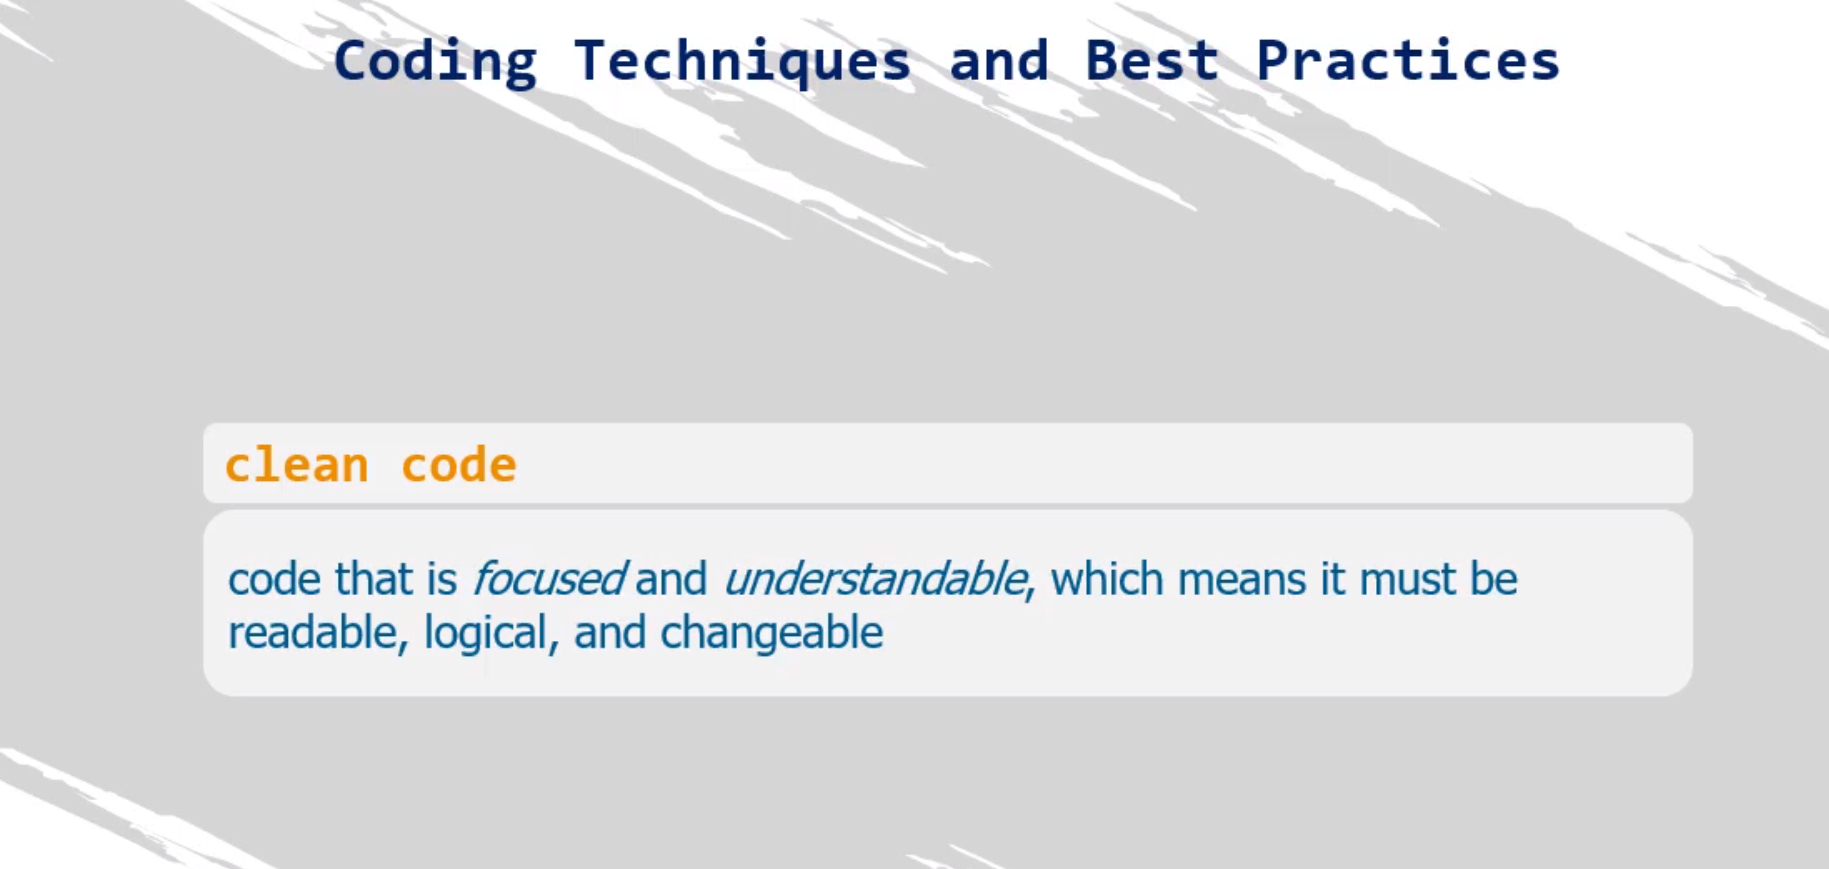 Coding Techniques and Best Practices
clean code
code that is focused and understandable, which means it must be
readable, logical, and changeable